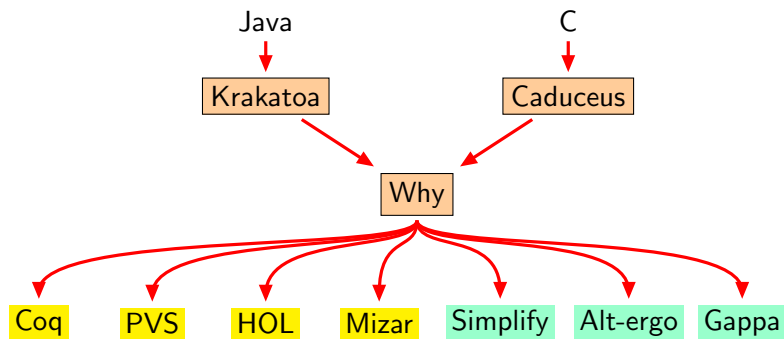 Java C
Krakatoa Caduceus
Why
Coq PVS HOL Mizar Simplify Alt-ergo Gappa